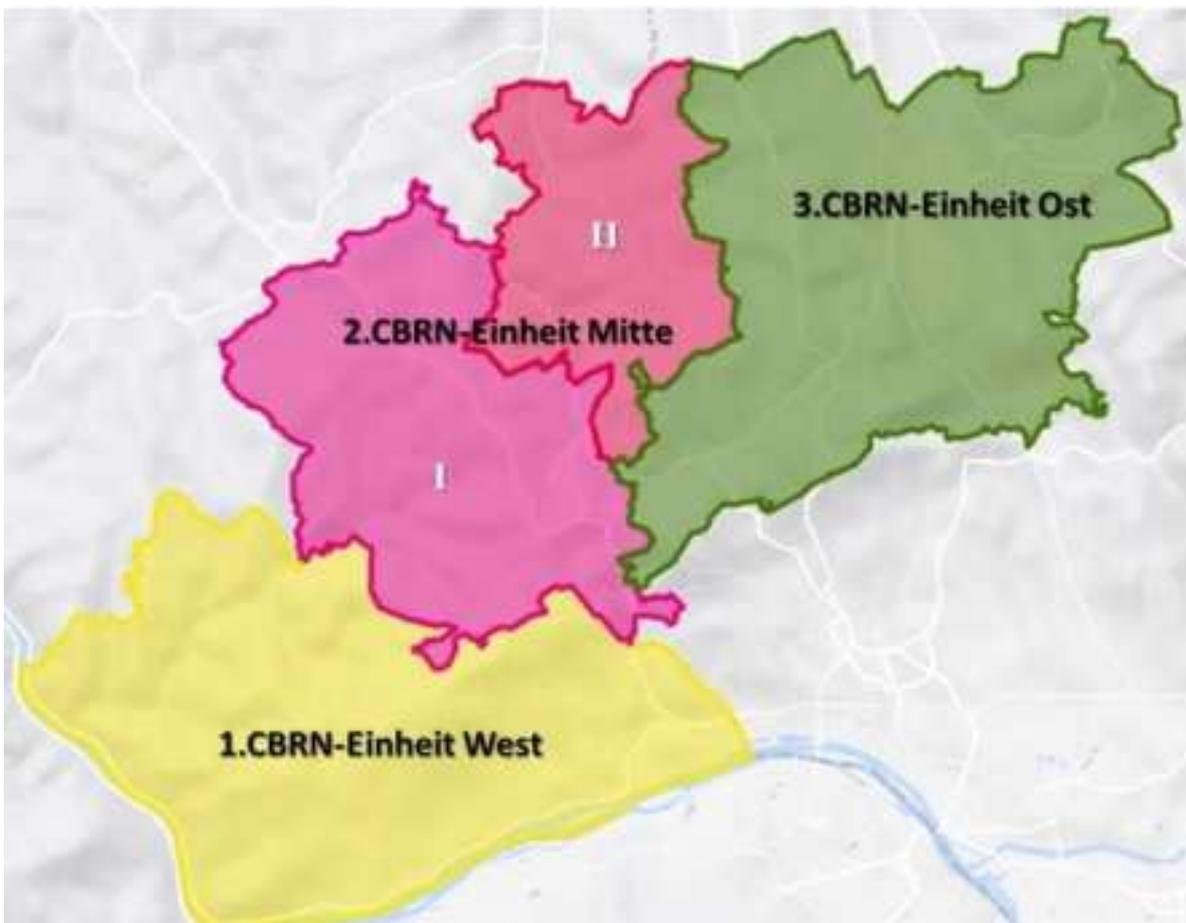 3.CBRN-Einheit Ost
II
2.CBRN-Einheit Mitte
I
1.CBRN-Einheit West